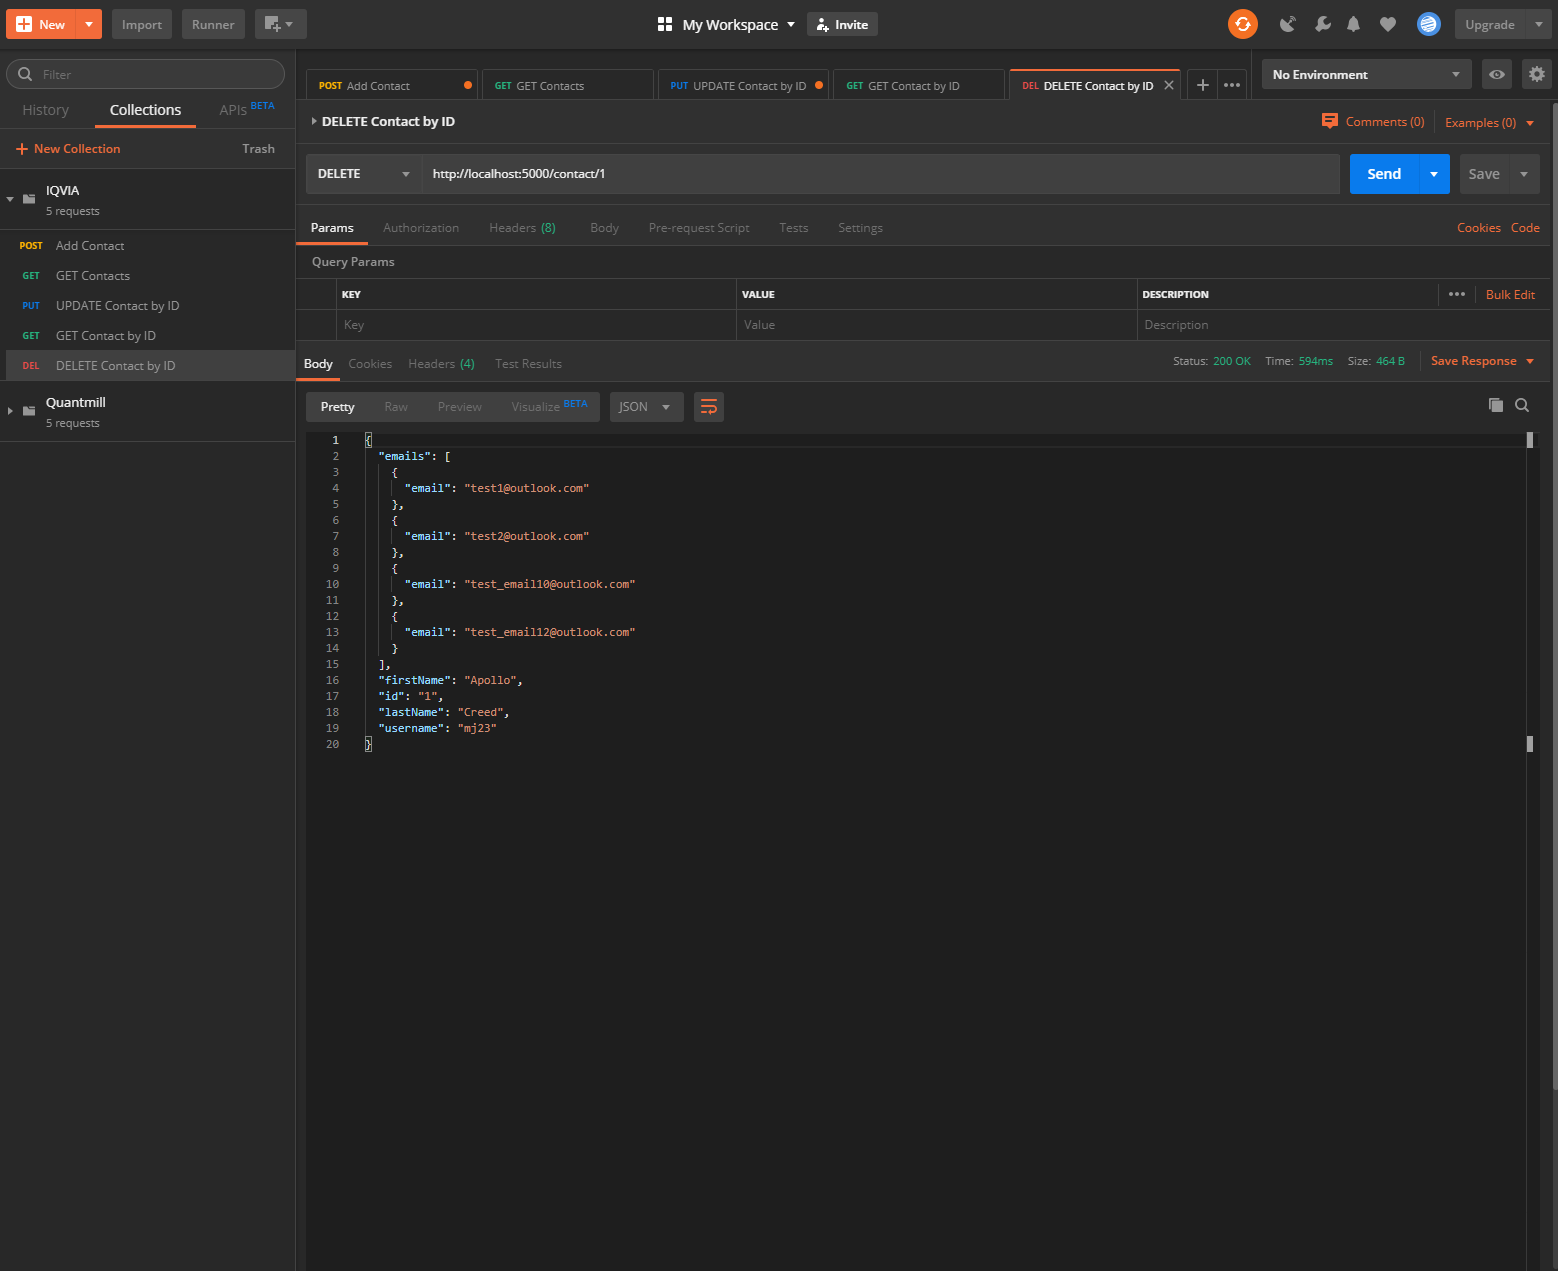 New Import Runner My Workspace Invite Upgrade
Filter
History Collections APIs BETA
New Collection Trash
IQVIA
5 requests
POST Add Contact
GET GET Contacts
PUT UPDATE Contact by ID
GET GET Contact by ID
DEL DELETE Contact by ID
Quantmill
5 requests
POST Add Contact GET GET Contacts PUT UPDATE Contact by ID GET GET Contact by ID DEL DELETE Contact by ID No Environment
DELETE Contact by ID Comments (0) Examples (0)
DELETE http://localhost:5000/contact/1 Send Save
Params Authorization Headers (8) Body Pre-request Script Tests Settings Cookies Code
Query Params
KEY VALUE DESCRIPTION Bulk Edit
Key Value Description
Body Cookies Headers (4) Test Results Status: 200 OK Time: 594ms Size: 464 B Save Response
Pretty Raw Preview Visualize BETA JSON
1 {
2 "emails": [
3 {
4 "email": "test1@outlook.com"
5 },
6 {
7 "email": "test2@outlook.com"
8 },
9 {
10 "email": "test_email10@outlook.com"
11 },
12 {
13 "email": "test_email12@outlook.com"
14 }
15 ],
16 "firstName": "Apollo",
17 "id": "1",
18 "lastName": "Creed",
19 "username": "mj23"
20 }